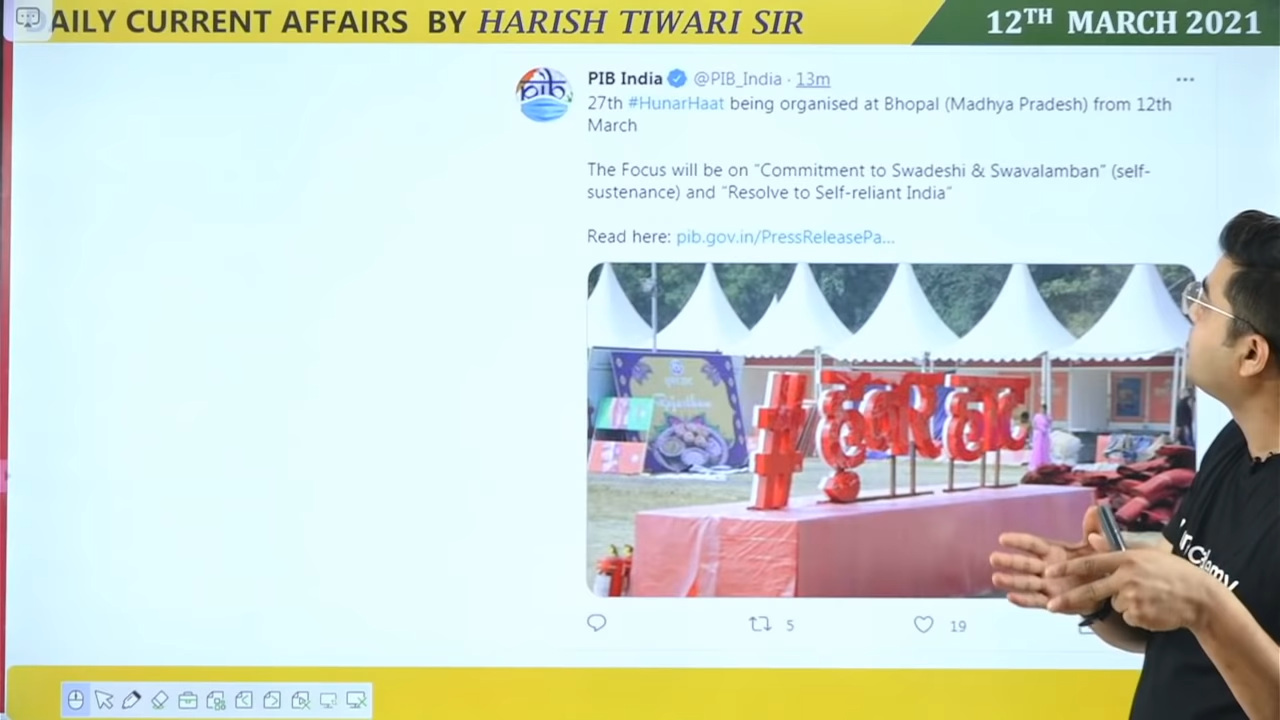 AILY CURRENT AFFAIRS BY HARISH TIWARI SIR
12TH MARCH 2021
PIB India @PIB_India · 13m
27th #HunarHaat being organised at Bhopal (Madhya Pradesh) from 12th
March
The Focus will be on "Commitment to Swadeshi & Swavalamban" (self-
sustenance) and "Resolve to Self-reliant India"
Read here: pib.gov.in/PressReleasePa...
#हुनर हाट
5
19